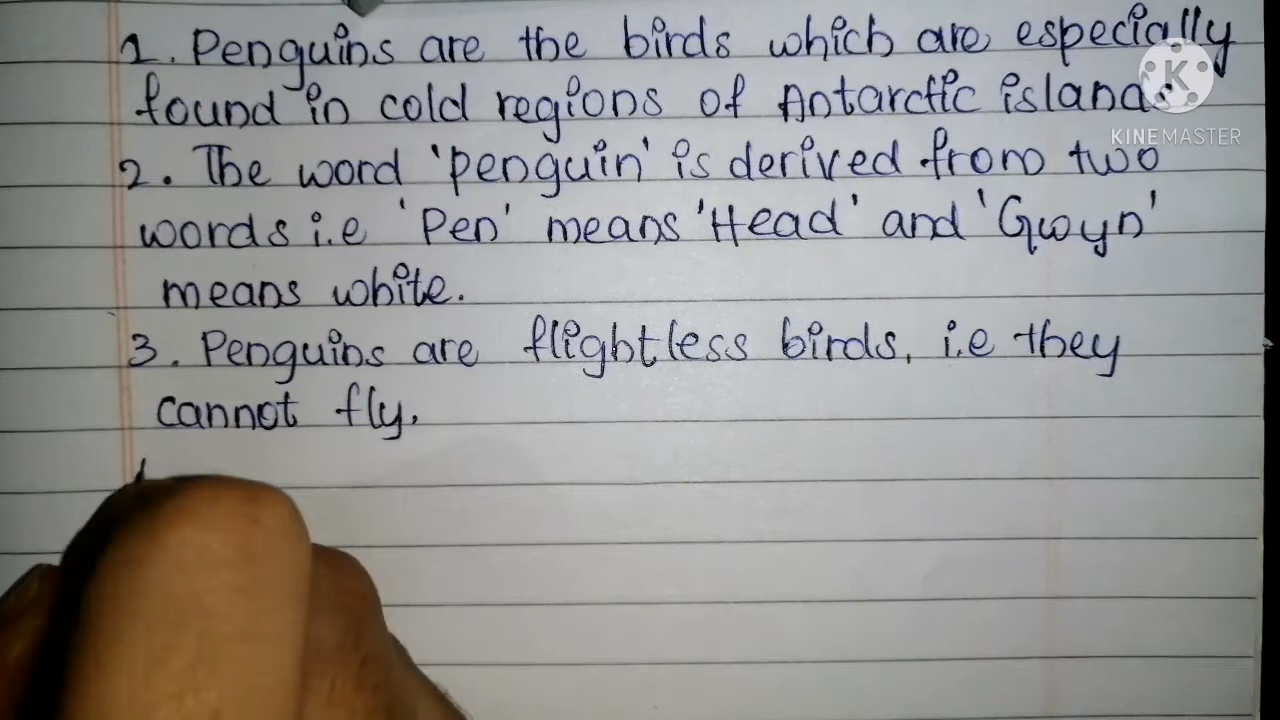 1. Penguins are the birds which are especially
found in cold regions of Antarctic island.
2. The word 'penguin' is derived from two
words i.e 'Pen' means 'Head' and 'Gwyn'
means white.
3. Penguins are flightless birds, i.e they
cannot fly.
K
KINEMASTER